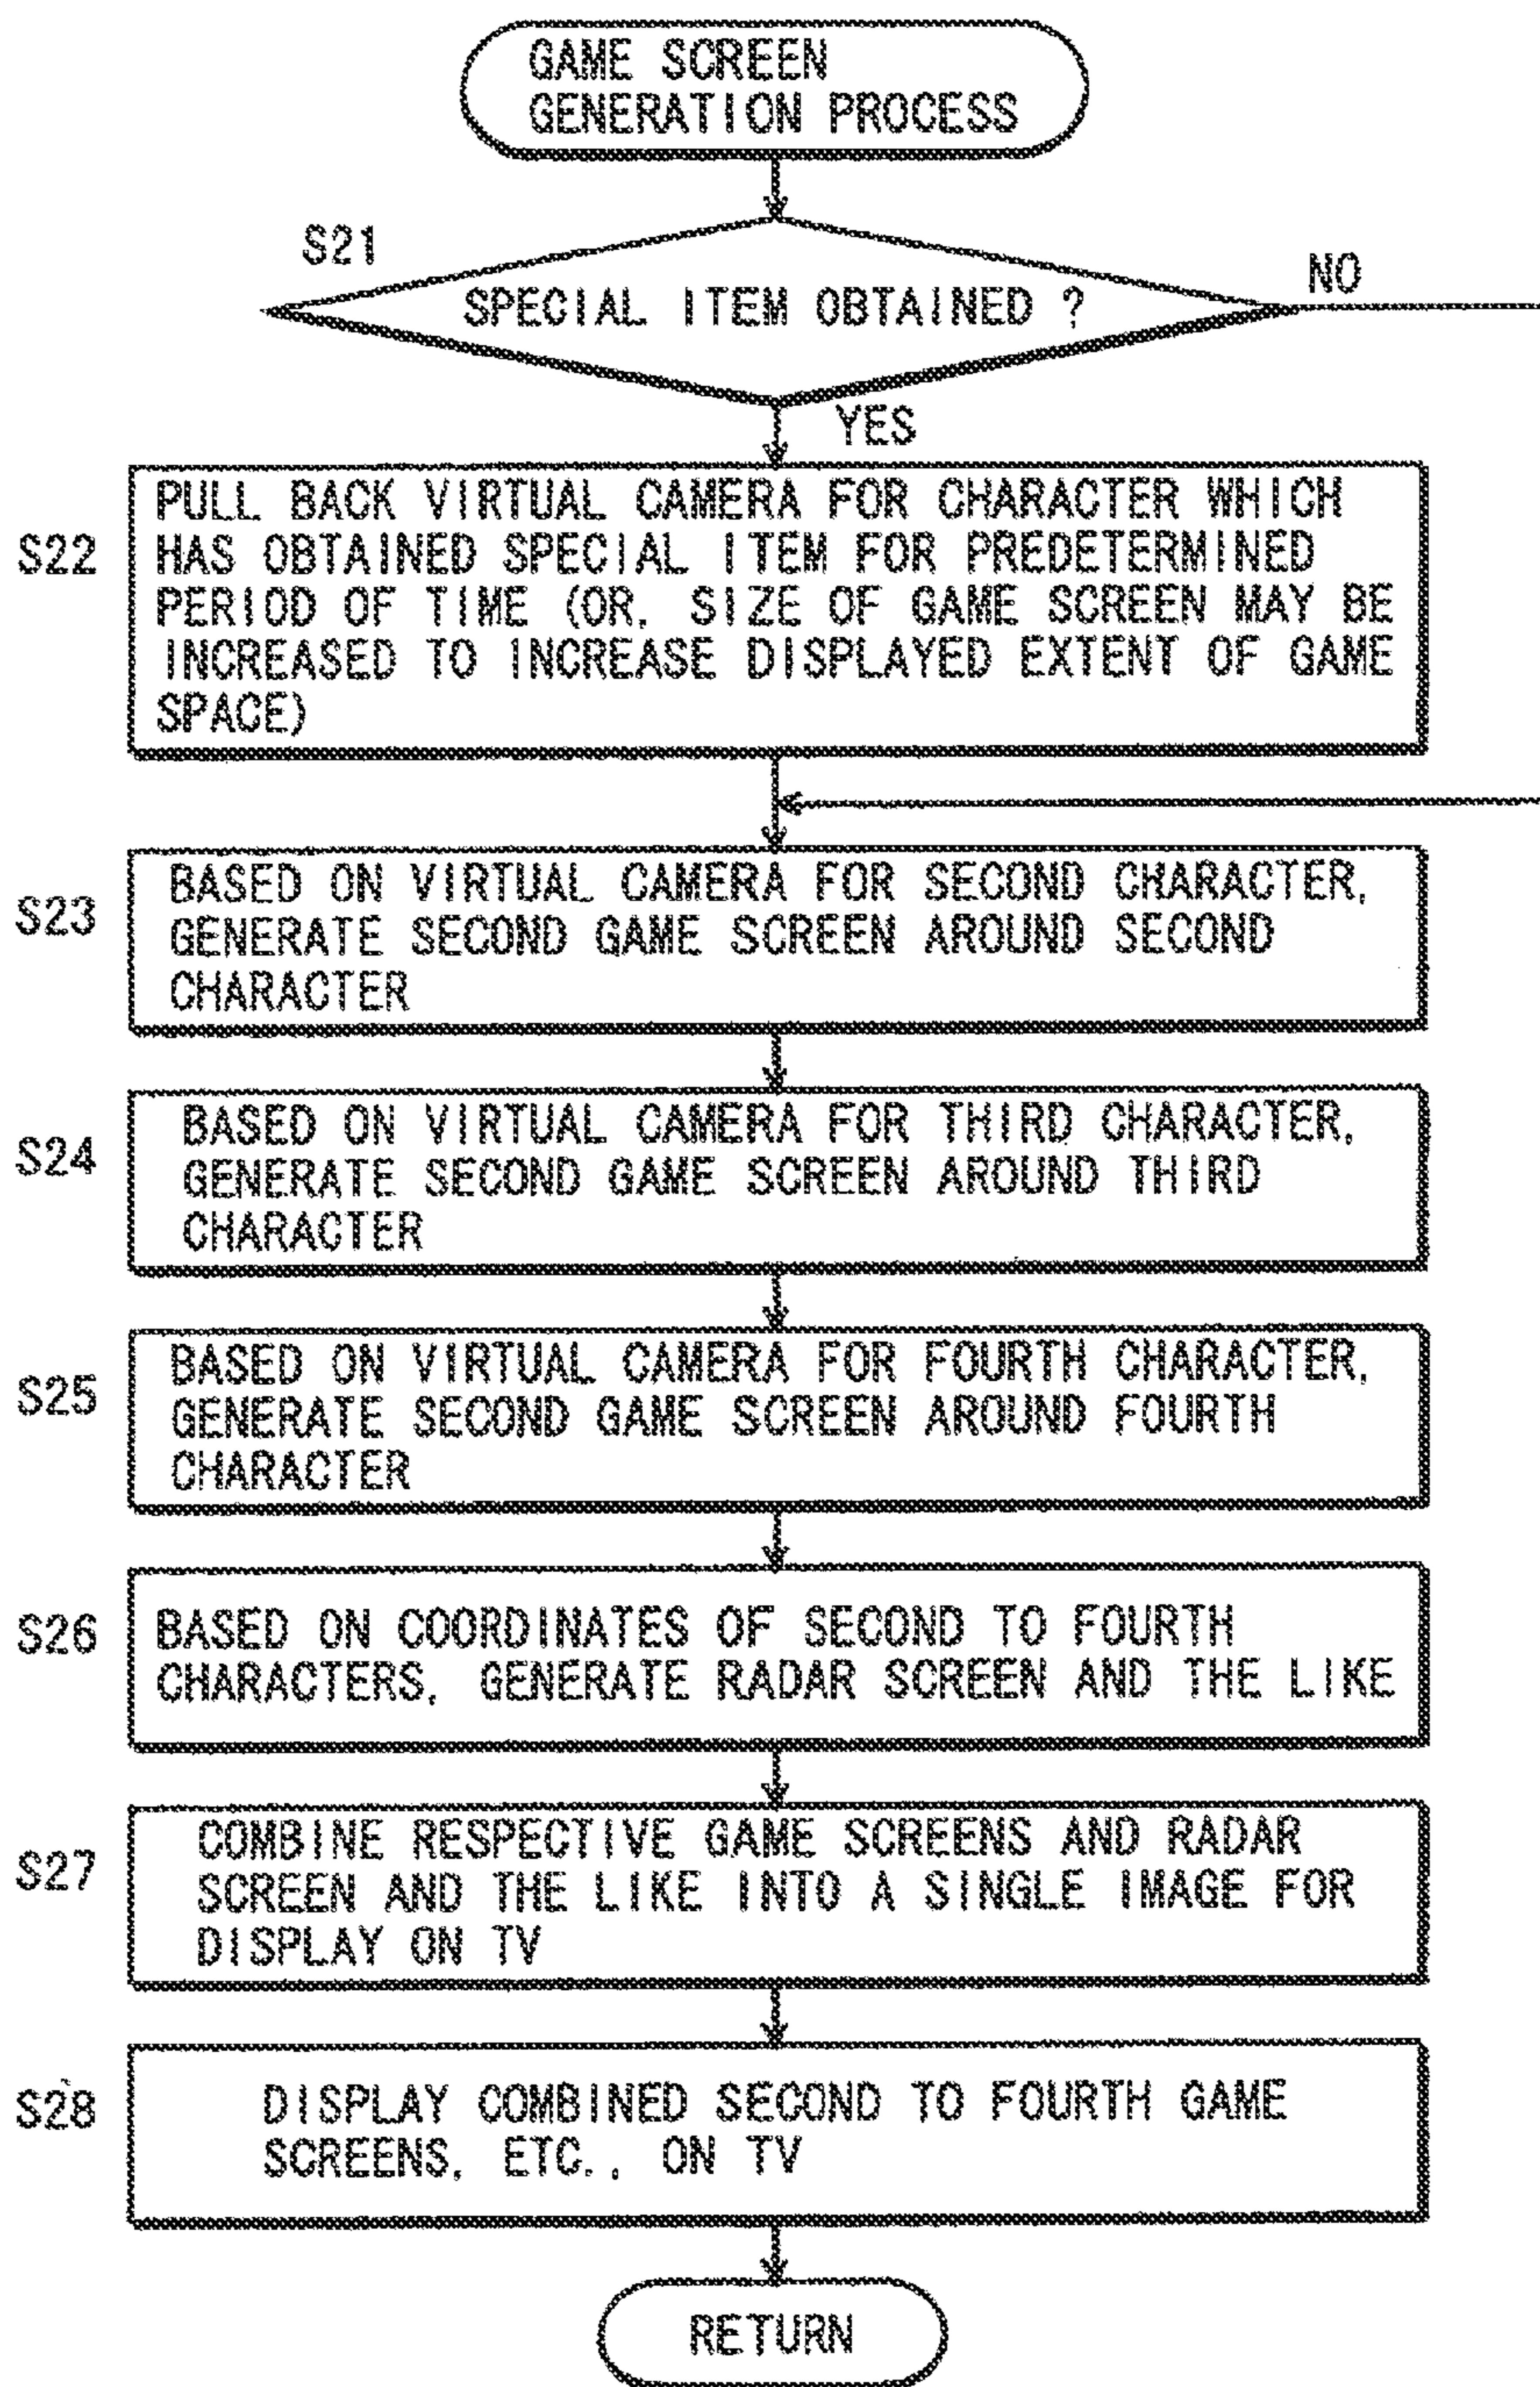 GAME SCREEN
GENERATION PROCESS
S21
SPECIAL ITEM OBTAINED ?
NO
YES
S22
PULL BACK VIRTUAL CAMERA FOR CHARACTER WHICH
HAS OBTAINED SPECIAL ITEM FOR PREDETERMINED
PERIOD OF TIME (OR, SIZE OF GAME SCREEN MAY BE
INCREASED TO INCREASE DISPLAYED EXTENT OF GAME
SPACE)
S23
BASED ON VIRTUAL CAMERA FOR SECOND CHARACTER,
GENERATE SECOND GAME SCREEN AROUND SECOND
CHARACTER
S24
BASED ON VIRTUAL CAMERA FOR THIRD CHARACTER,
GENERATE SECOND GAME SCREEN AROUND THIRD
CHARACTER
S25
BASED ON VIRTUAL CAMERA FOR FOURTH CHARACTER,
GENERATE SECOND GAME SCREEN AROUND FOURTH
CHARACTER
S26
BASED ON COORDINATES OF SECOND TO FOURTH
CHARACTERS, GENERATE RADAR SCREEN AND THE LIKE
S27
COMBINE RESPECTIVE GAME SCREENS AND RADAR
SCREEN AND THE LIKE INTO A SINGLE IMAGE FOR
DISPLAY ON TV
S28
DISPLAY COMBINED SECOND TO FOURTH GAME
SCREENS, ETC., ON TV
RETURN